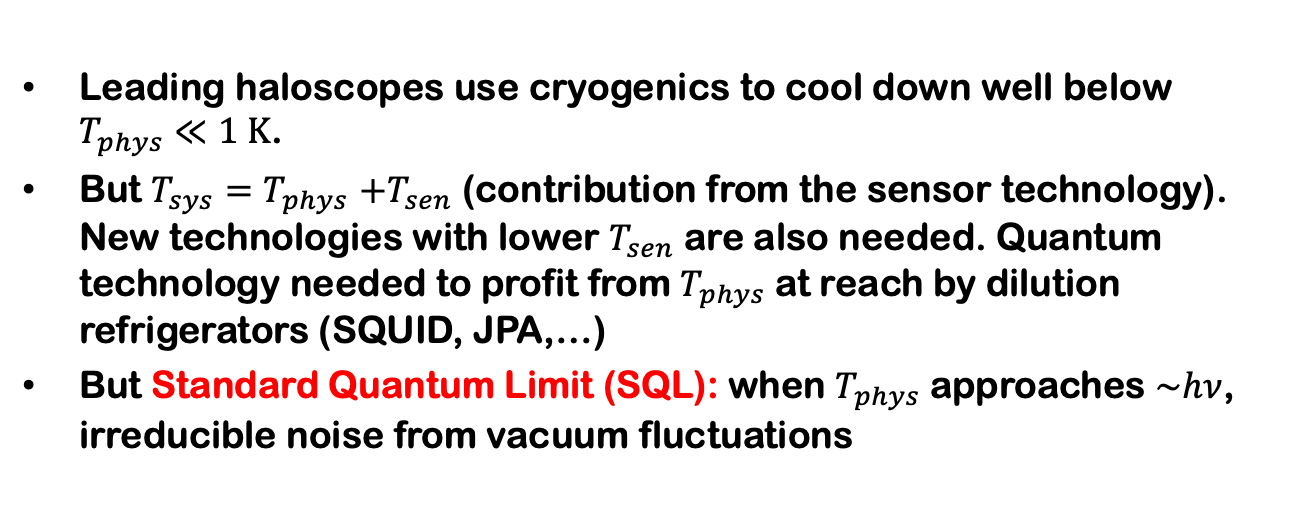 • Leading haloscopes use cryogenics to cool down well below
T_phys ≪ 1 K.
• But T_sys = T_phys +T_sen (contribution from the sensor technology).
New technologies with lower T_sen are also needed. Quantum
technology needed to profit from T_phys at reach by dilution
refrigerators (SQUID, JPA,…)
• But Standard Quantum Limit (SQL): when T_phys approaches ~hν,
irreducible noise from vacuum fluctuations